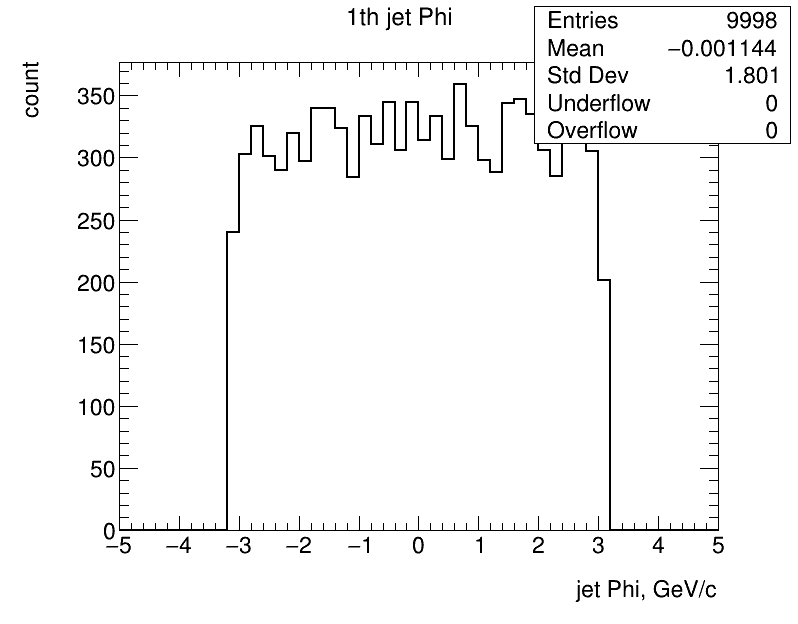 1th jet Phi
Entries 9998
Mean −0.001144
Std Dev 1.801
Underflow 0
Overflow 0
count
350
300
250
200
150
100
50
0
−5 −4 −3 −2 −1 0 1 2 3 4 5
jet Phi, GeV/c